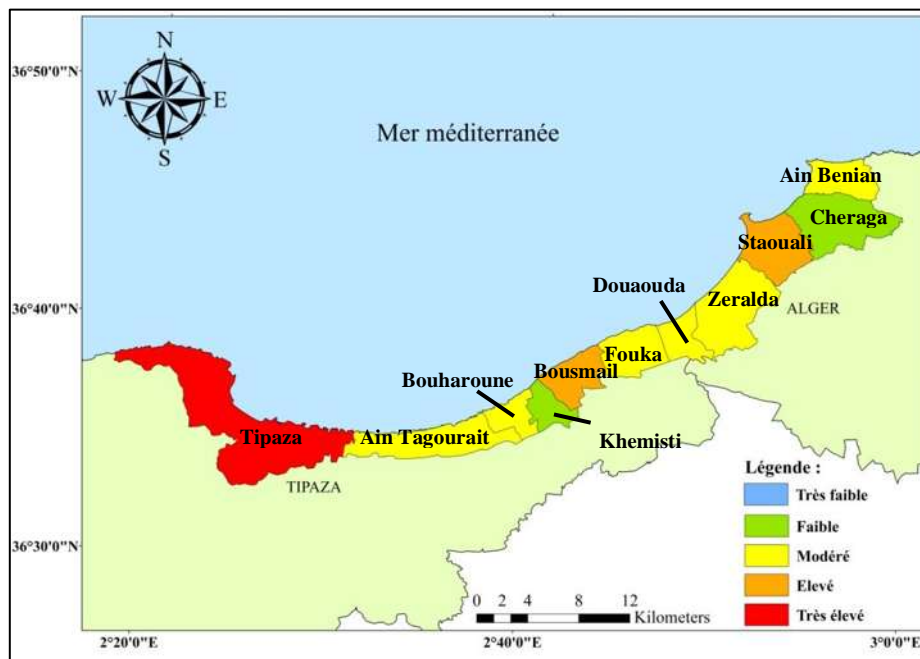 36°50'0"N
N
W
E
S
Mer méditerranée
Ain Benian
Cheraga
Staouali
Douaouda
Zeralda
36°40'0"N
ALGER
Fouka
Bousmail
Bouharoune
Tipaza
Ain Tagourait
Khemisti
TIPAZA
Légende :
Très faible
Faible
36°30'0"N
Modéré
Elevé
Très élevé
0 2 4 8 12
Kilometers
2°20'0"E
2°40'0"E
3°0'0"E